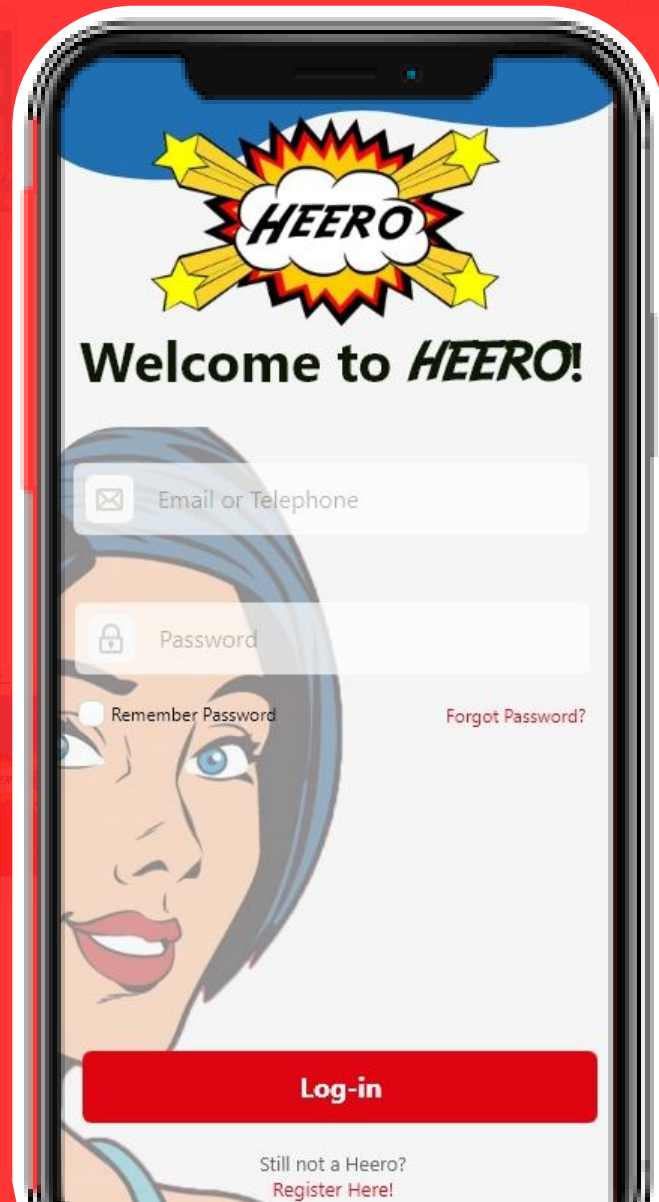 HEERO
Welcome to HEERO!
Email or Telephone
Password
Remember Password
Forgot Password?
Log-in
Still not a Heero?
Register Here!